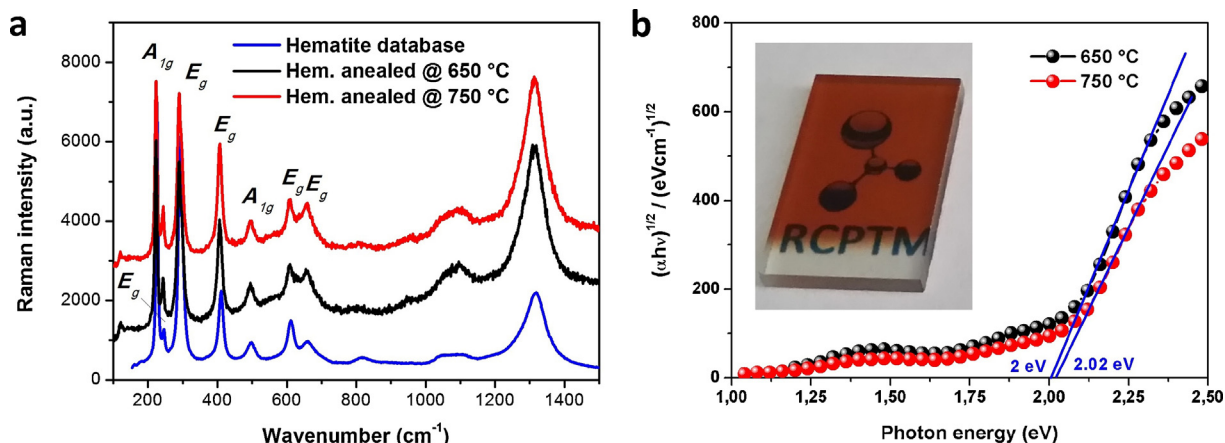 a
Raman intensity (a.u.)
8000
6000
4000
2000
0
200 400 600 800 1000 1200 1400
Wavenumber (cm⁻¹)
Hematite database
Hem. annealed @ 650 °C
Hem. anealed @ 750 °C
A1g
Eg
Eg
Eg
A1g
Eg
Eg
b
(αhν)^1/2 / (eVcm⁻¹)^1/2
800
600
400
200
0
1,00 1,25 1,50 1,75 2,00 2,25 2,50
Photon energy (eV)
650 °C
750 °C
RCPTM
2 eV
2.02 eV